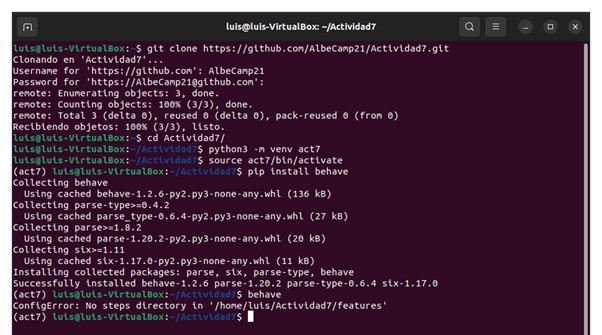 luis@luis-VirtualBox: ~/Actividad7
luis@luis-VirtualBox:~$ git clone https://github.com/AlbeCamp21/Actividad7.git
Clonando en 'Actividad7'...
Username for 'https://github.com': AlbeCamp21
Password for 'https://AlbeCamp21@github.com':
remote: Enumerating objects: 3, done.
remote: Counting objects: 100% (3/3), done.
remote: Total 3 (delta 0), reused 0 (delta 0), pack-reused 0 (from 0)
Recibiendo objetos: 100% (3/3), listo.
luis@luis-VirtualBox:~$ cd Actividad7/
luis@luis-VirtualBox:~/Actividad7$ python3 -m venv act7
luis@luis-VirtualBox:~/Actividad7$ source act7/bin/activate
(act7) luis@luis-VirtualBox:~/Actividad7$ pip install behave
Collecting behave
  Using cached behave-1.2.6-py2.py3-none-any.whl (136 kB)
Collecting parse-type>=0.4.2
  Using cached parse_type-0.6.4-py2.py3-none-any.whl (27 kB)
Collecting parse>=1.8.2
  Using cached parse-1.20.2-py2.py3-none-any.whl (20 kB)
Collecting six>=1.11
  Using cached six-1.17.0-py2.py3-none-any.whl (11 kB)
Installing collected packages: parse, six, parse-type, behave
Successfully installed behave-1.2.6 parse-1.20.2 parse-type-0.6.4 six-1.17.0
(act7) luis@luis-VirtualBox:~/Actividad7$ behave
ConfigError: No steps directory in '/home/luis/Actividad7/features'
(act7) luis@luis-VirtualBox:~/Actividad7$